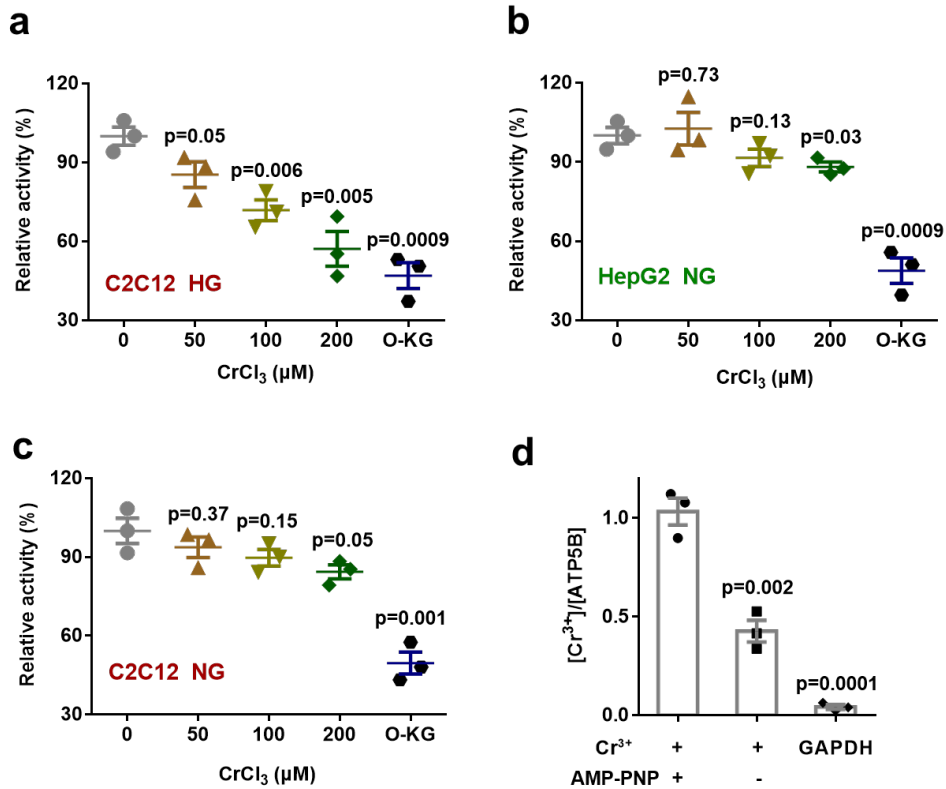 a
120
90
60
30
Relative activity (%)
p=0.05
p=0.006
p=0.005
p=0.0009
C2C12 HG
0 50 100 200 O-KG
CrCl₃ (µM)
b
120
90
60
30
Relative activity (%)
p=0.73
p=0.13
p=0.03
p=0.0009
HepG2 NG
0 50 100 200 O-KG
CrCl₃ (µM)
c
120
90
60
30
Relative activity (%)
p=0.37
p=0.15
p=0.05
p=0.001
C2C12 NG
0 50 100 200 O-KG
CrCl₃ (µM)
d
1.0
0.5
0.0
[Cr³⁺]/[ATP5B]
p=0.002
p=0.0001
Cr³⁺ + + GAPDH
AMP-PNP + -